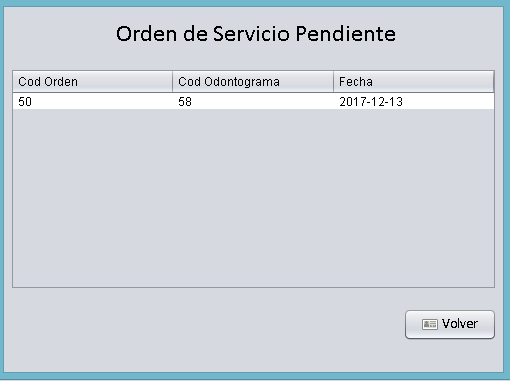 Orden de Servicio Pendiente
Cod Orden Cod Odontograma Fecha
50 58 2017-12-13
Volver